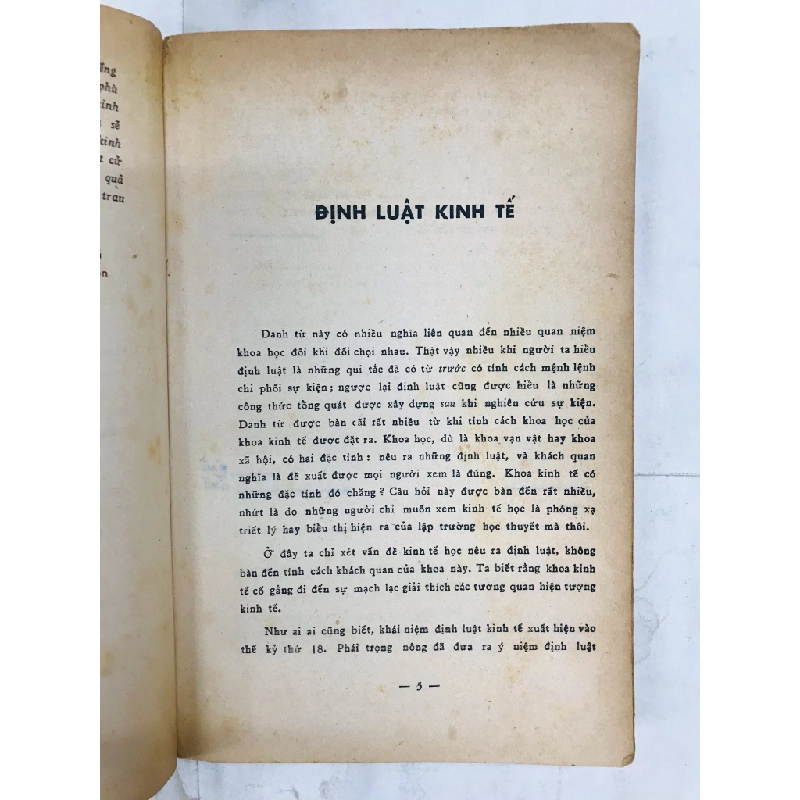 ững
phù
kinh
sẽ
kinh
t cứ
quả
trau
ĐỊNH LUẬT KINH TẾ
Danh từ này có nhiều nghĩa liên quan đến nhiều quan niệm
khoa học đôi khi đối chọi nhau. Thật vậy nhiều khi người ta hiểu
định luật là những qui tắc đã có từ trước có tính cách mệnh lệnh
chi phối sự kiện; ngược lại định luật cũng được hiểu là những
công thức tổng quát được xây dựng sau khi nghiên cứu sự kiện.
Danh từ được bàn cãi rất nhiều từ khi tính cách khoa học của
khoa kinh tế được đặt ra. Khoa học, dù là khoa vạn vật hay khoa
xã hội, có hai đặc tính: nêu ra những định luật, và khách quan
nghĩa là đề xuất được mọi người xem là đúng. Khoa kinh tế có
những đặc tính đó chăng? Câu hỏi này được bàn đến rất nhiều,
nhứt là do những người chỉ muốn xem kinh tế học là phóng xạ
triết lý hay biểu thị hiện ra của lập trường học thuyết mà thôi.
Ở đây ta chỉ xét vấn đề kinh tế học nêu ra định luật, không
bàn đến tính cách khách quan của khoa này. Ta biết rằng khoa kinh
tế cố gắng đi đến sự mạch lạc giải thích các tương quan hiện tượng
kinh tế.
Như ai ai cũng biết, khái niệm định luật kinh tế xuất hiện vào
thế kỷ thứ 18. Phái trọng nông đã đưa ra ý niệm định luật
— 5 —